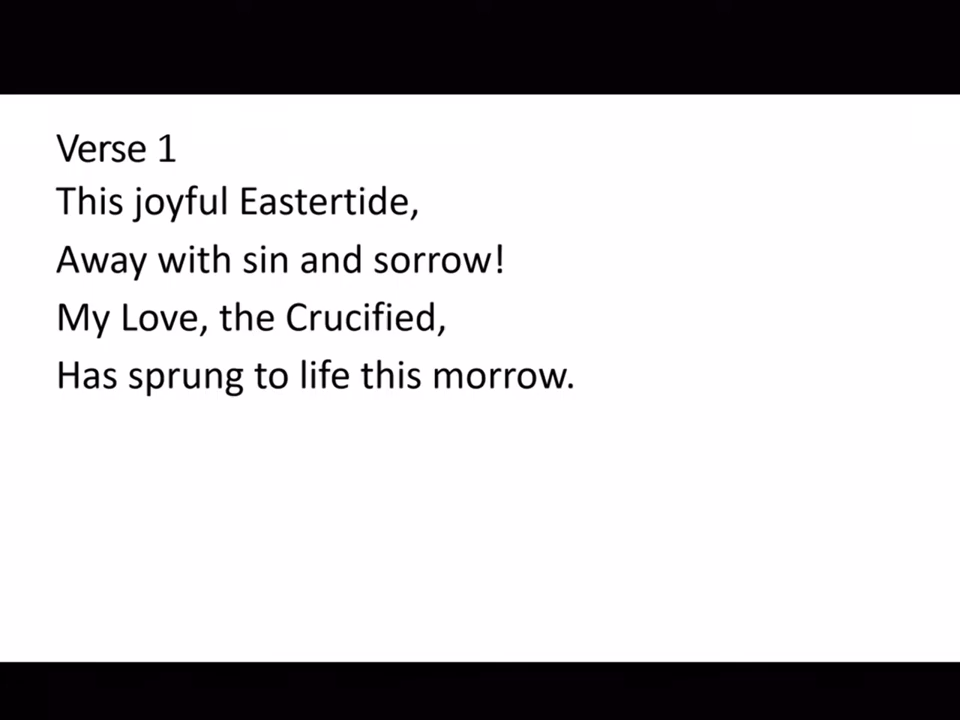 Verse 1
This joyful Eastertide,
Away with sin and sorrow!
My Love, the Crucified,
Has sprung to life this morrow.